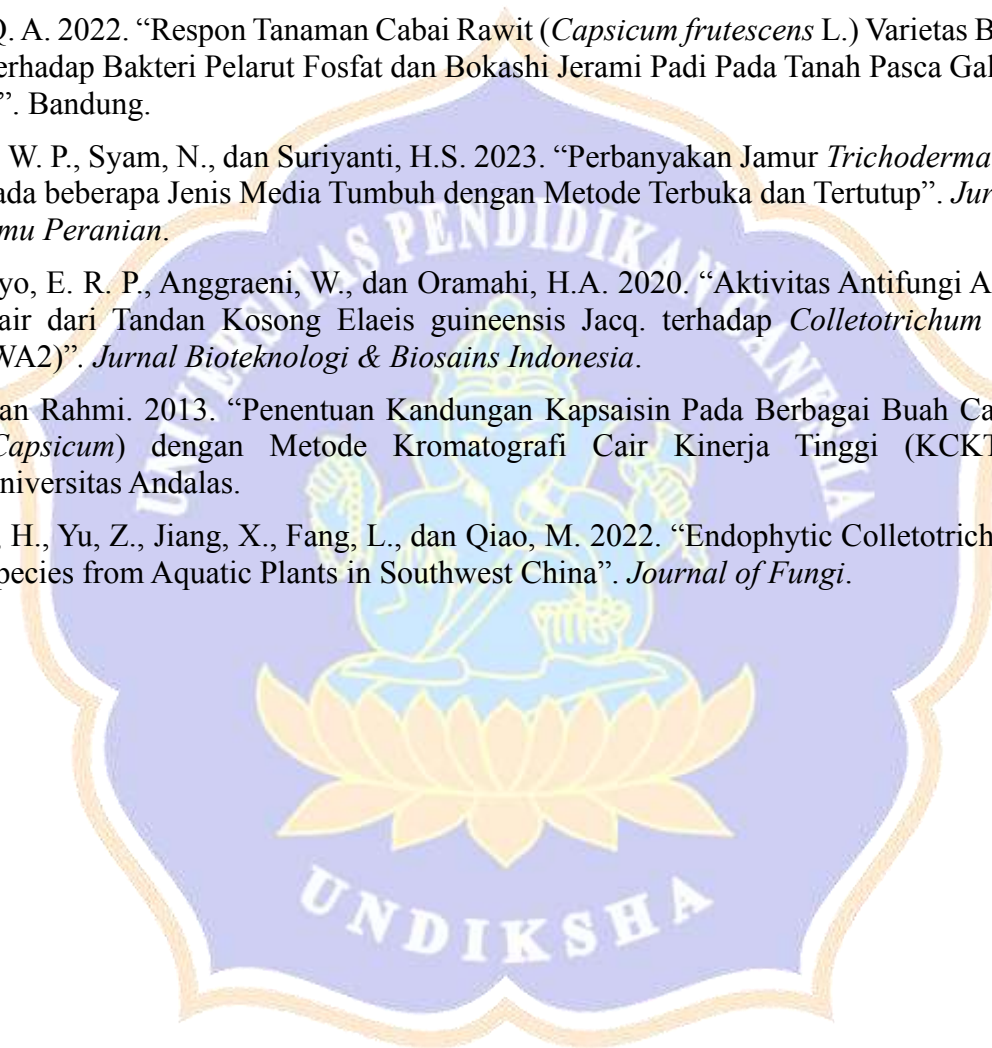 Q. A. 2022. “Respon Tanaman Cabai Rawit (Capsicum frutescens L.) Varietas B
erhadap Bakteri Pelarut Fosfat dan Bokashi Jerami Padi Pada Tanah Pasca Gal
”. Bandung.
W. P., Syam, N., dan Suriyanti, H.S. 2023. “Perbanyakan Jamur Trichoderma
ada beberapa Jenis Media Tumbuh dengan Metode Terbuka dan Tertutup”. Jur
mu Peranian.
yo, E. R. P., Anggraeni, W., dan Oramahi, H.A. 2020. “Aktivitas Antifungi A
air dari Tandan Kosong Elaeis guineensis Jacq. terhadap Colletotrichum
WA2)”. Jurnal Bioteknologi & Biosains Indonesia.
an Rahmi. 2013. “Penentuan Kandungan Kapsaisin Pada Berbagai Buah Ca
Capsicum) dengan Metode Kromatografi Cair Kinerja Tinggi (KCKT
niversitas Andalas.
, H., Yu, Z., Jiang, X., Fang, L., dan Qiao, M. 2022. “Endophytic Colletotrich
pecies from Aquatic Plants in Southwest China”. Journal of Fungi.
UNIVERSITAS PENDIDIKAN GANESHA
UNDIKSHA